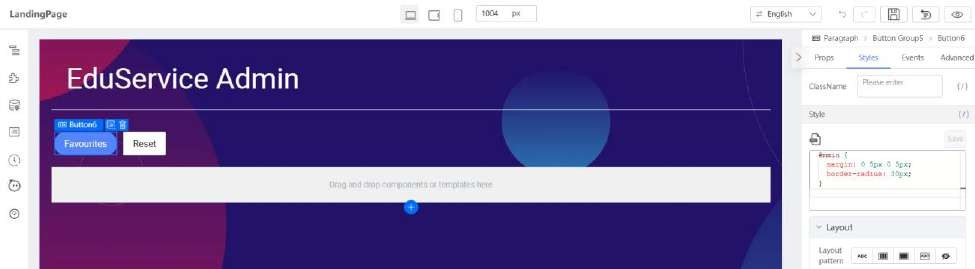 LandingPage
1004 px
English
Paragraph > Button Group5 > Button6
Props Styles Events Advanced
EduService Admin
ClassName Please enter {/}
Style {/}
Button6
Favourites Reset
Save
margin: 0 5px 0 5px;
border-radius: 30px;
}
Drag and drop components or templates here
Layout
Layout
pattern
ABC